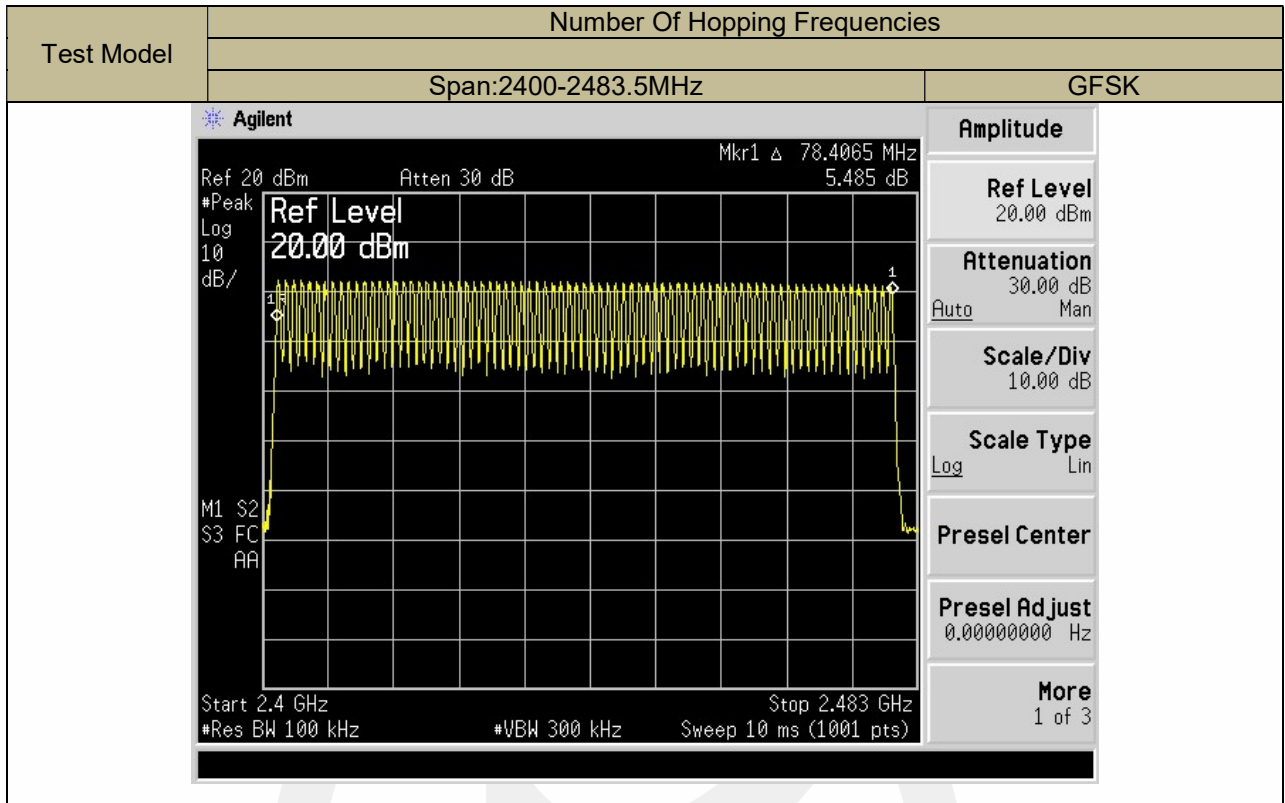 Test Model
Number Of Hopping Frequencies
Span:2400-2483.5MHz GFSK
Agilent
Mkr1 Δ 78.4065 MHz
Ref 20 dBm Atten 30 dB 5.485 dB
#Peak
Log
10
dB/
Ref Level
20.00 dBm
1R
1
M1 S2
S3 FC
AA
Start 2.4 GHz Stop 2.483 GHz
#Res BW 100 kHz #VBW 300 kHz Sweep 10 ms (1001 pts)
Amplitude
Ref Level
20.00 dBm
Attenuation
30.00 dB
Auto Man
Scale/Div
10.00 dB
Scale Type
Log Lin
Presel Center
Presel Adjust
0.00000000 Hz
More
1 of 3